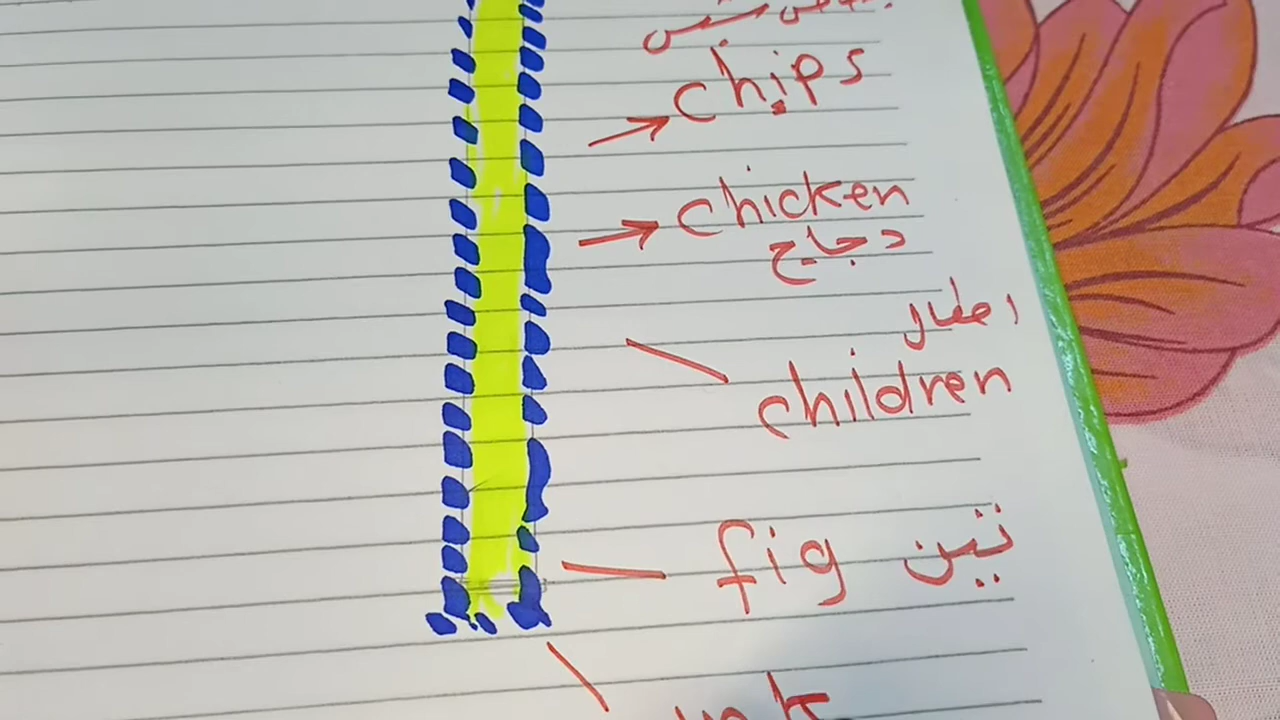 chips
chicken
دجاج
اطفال
children
fig تين